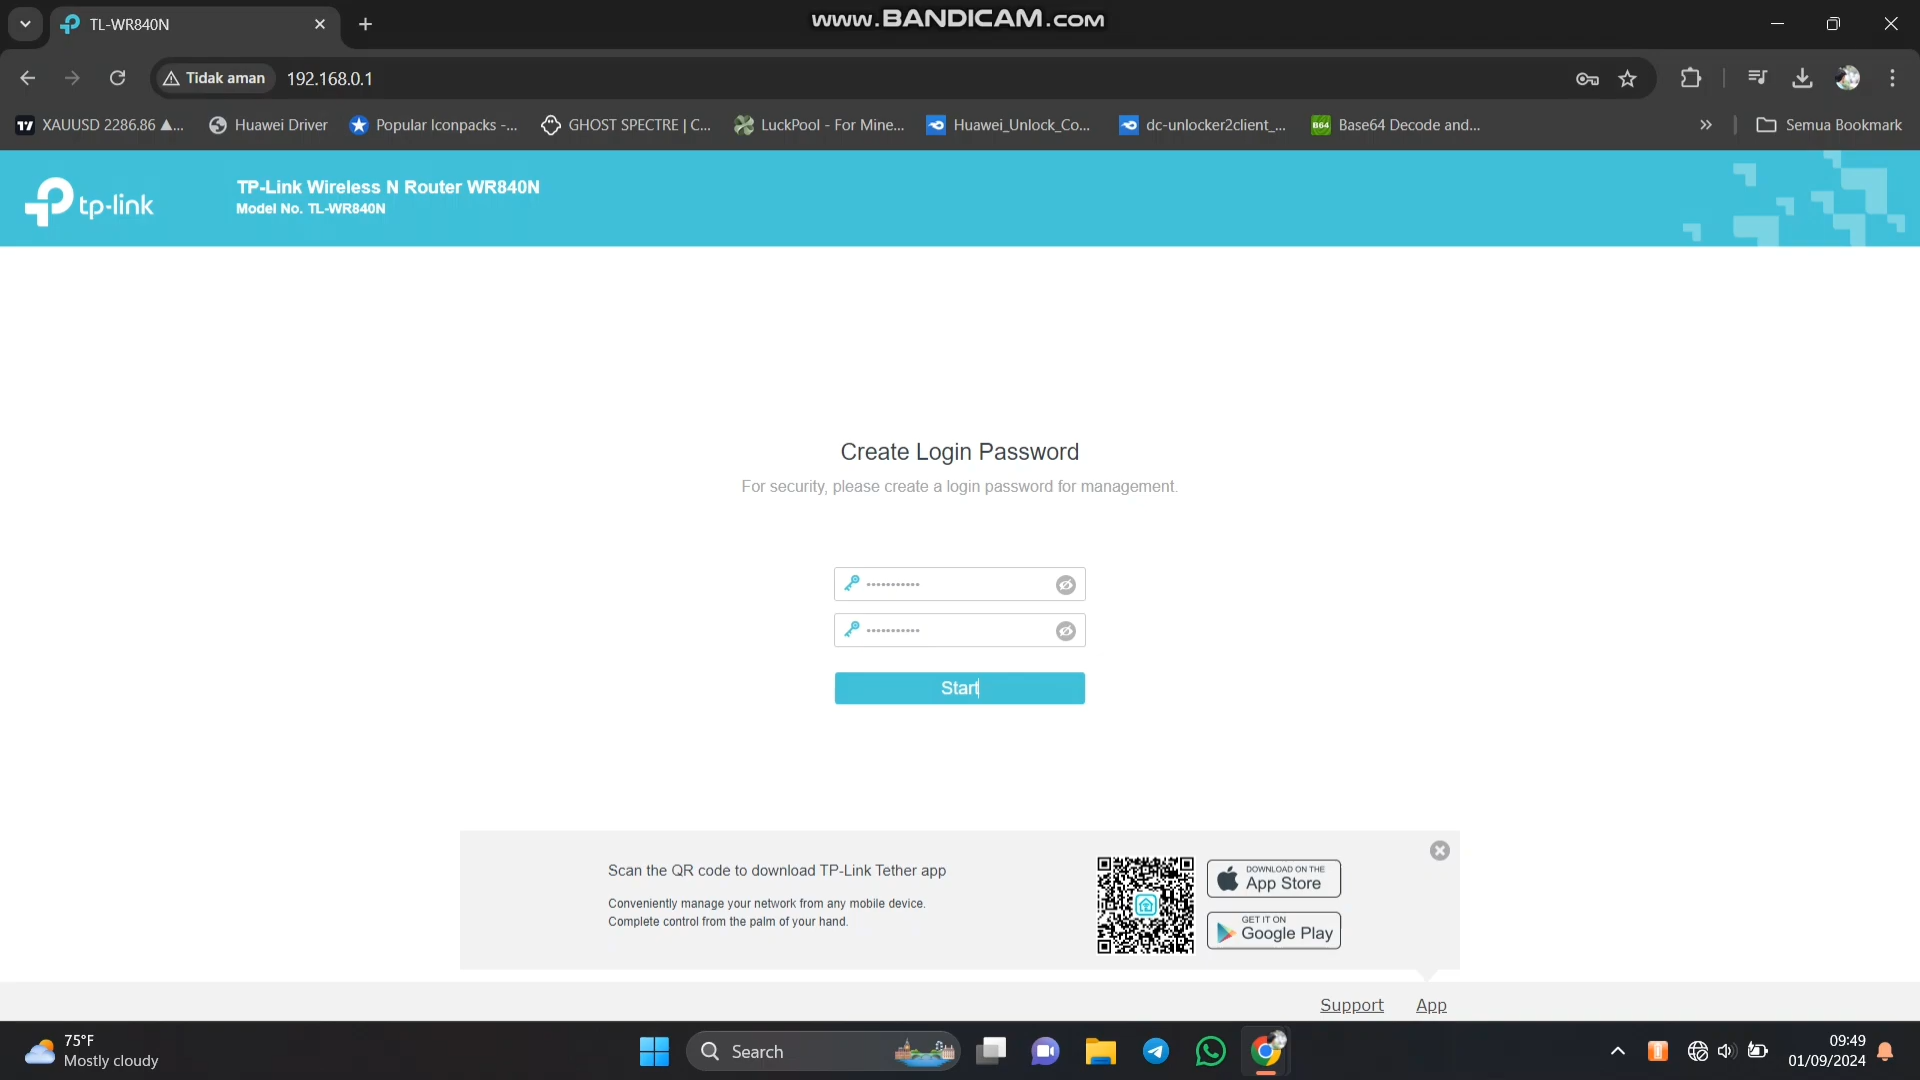 TL-WR840N
www.BANDICAM.com
Tidak aman
192.168.0.1
XAUUSD 2286.86 ▲...
Huawei Driver
Popular Iconpacks -...
GHOST SPECTRE | C...
LuckPool - For Mine...
Huawei_Unlock_Co...
dc-unlocker2client_...
B64
Base64 Decode and...
Semua Bookmark
tp-link
TP-Link Wireless N Router WR840N
Model No. TL-WR840N
Create Login Password
For security, please create a login password for management.
Start
Scan the QR code to download TP-Link Tether app
Conveniently manage your network from any mobile device.
Complete control from the palm of your hand.
DOWNLOAD ON THE
App Store
GET IT ON
Google Play
Support
App
75°F
Mostly cloudy
Search
09:49
01/09/2024